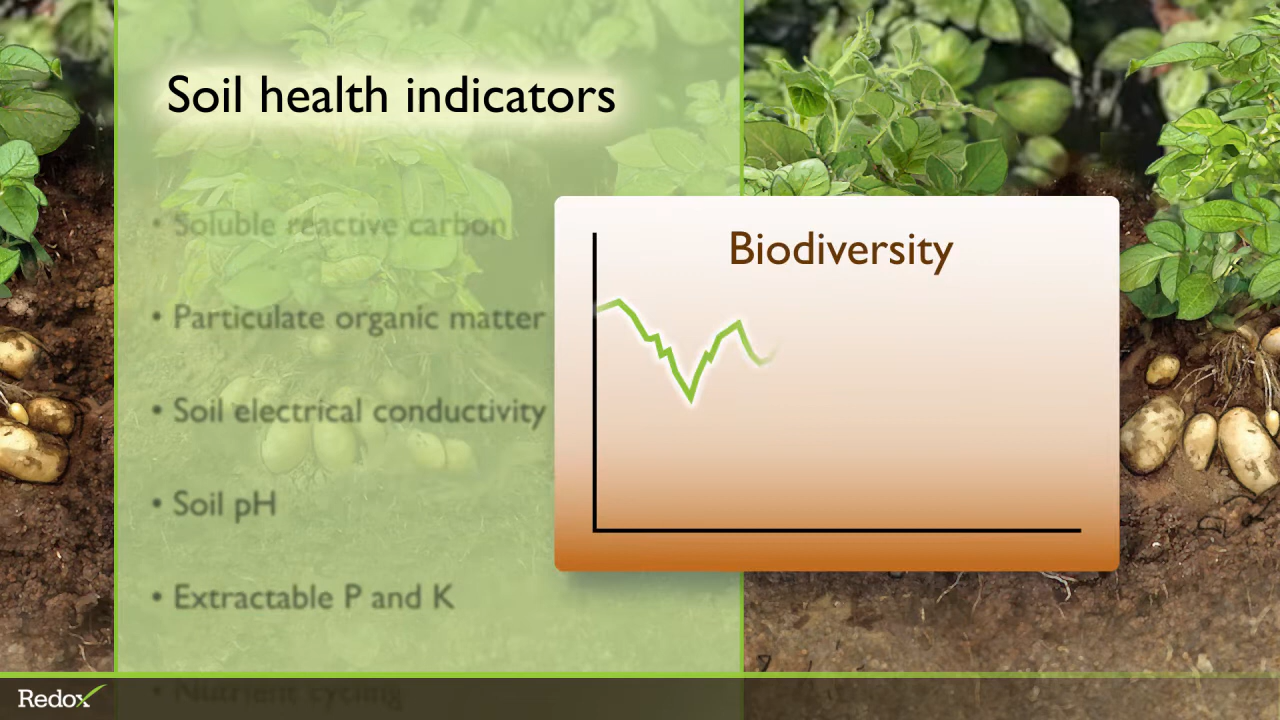 Soil health indicators
• Soluble reactive carbon
• Particulate organic matter
• Soil electrical conductivity
• Soil pH
• Extractable P and K
• Nutrient cycling
Biodiversity
Redox